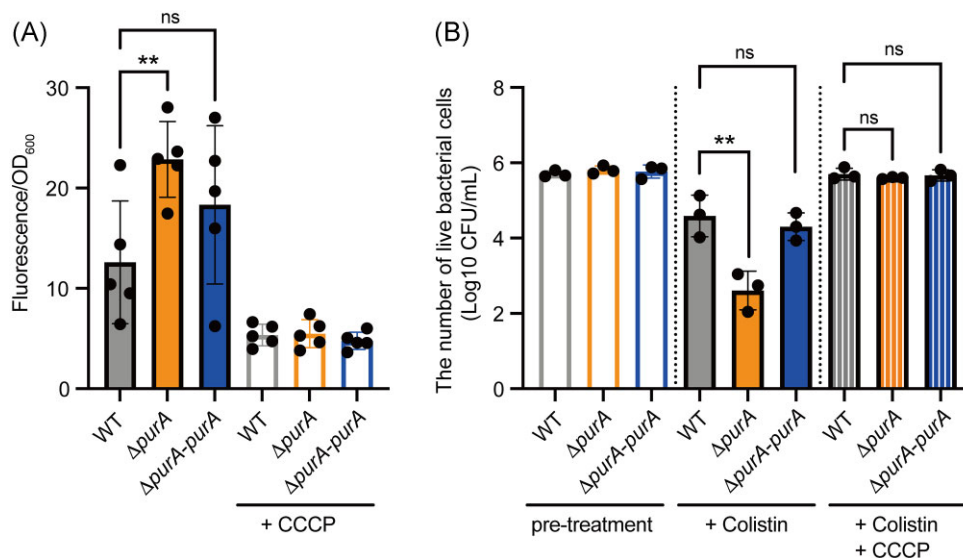 (A)
ns
**
Fluorescence/OD600
30
20
10
0
WT
ΔpurA
ΔpurA-purA
WT
ΔpurA
ΔpurA-purA
+ CCCP
(B)
ns
ns
**
ns
The number of live bacterial cells
(Log10 CFU/mL)
8
6
4
2
0
WT
ΔpurA
ΔpurA-purA
WT
ΔpurA
ΔpurA-purA
WT
ΔpurA
ΔpurA-purA
pre-treatment
+ Colistin
+ Colistin
+ CCCP